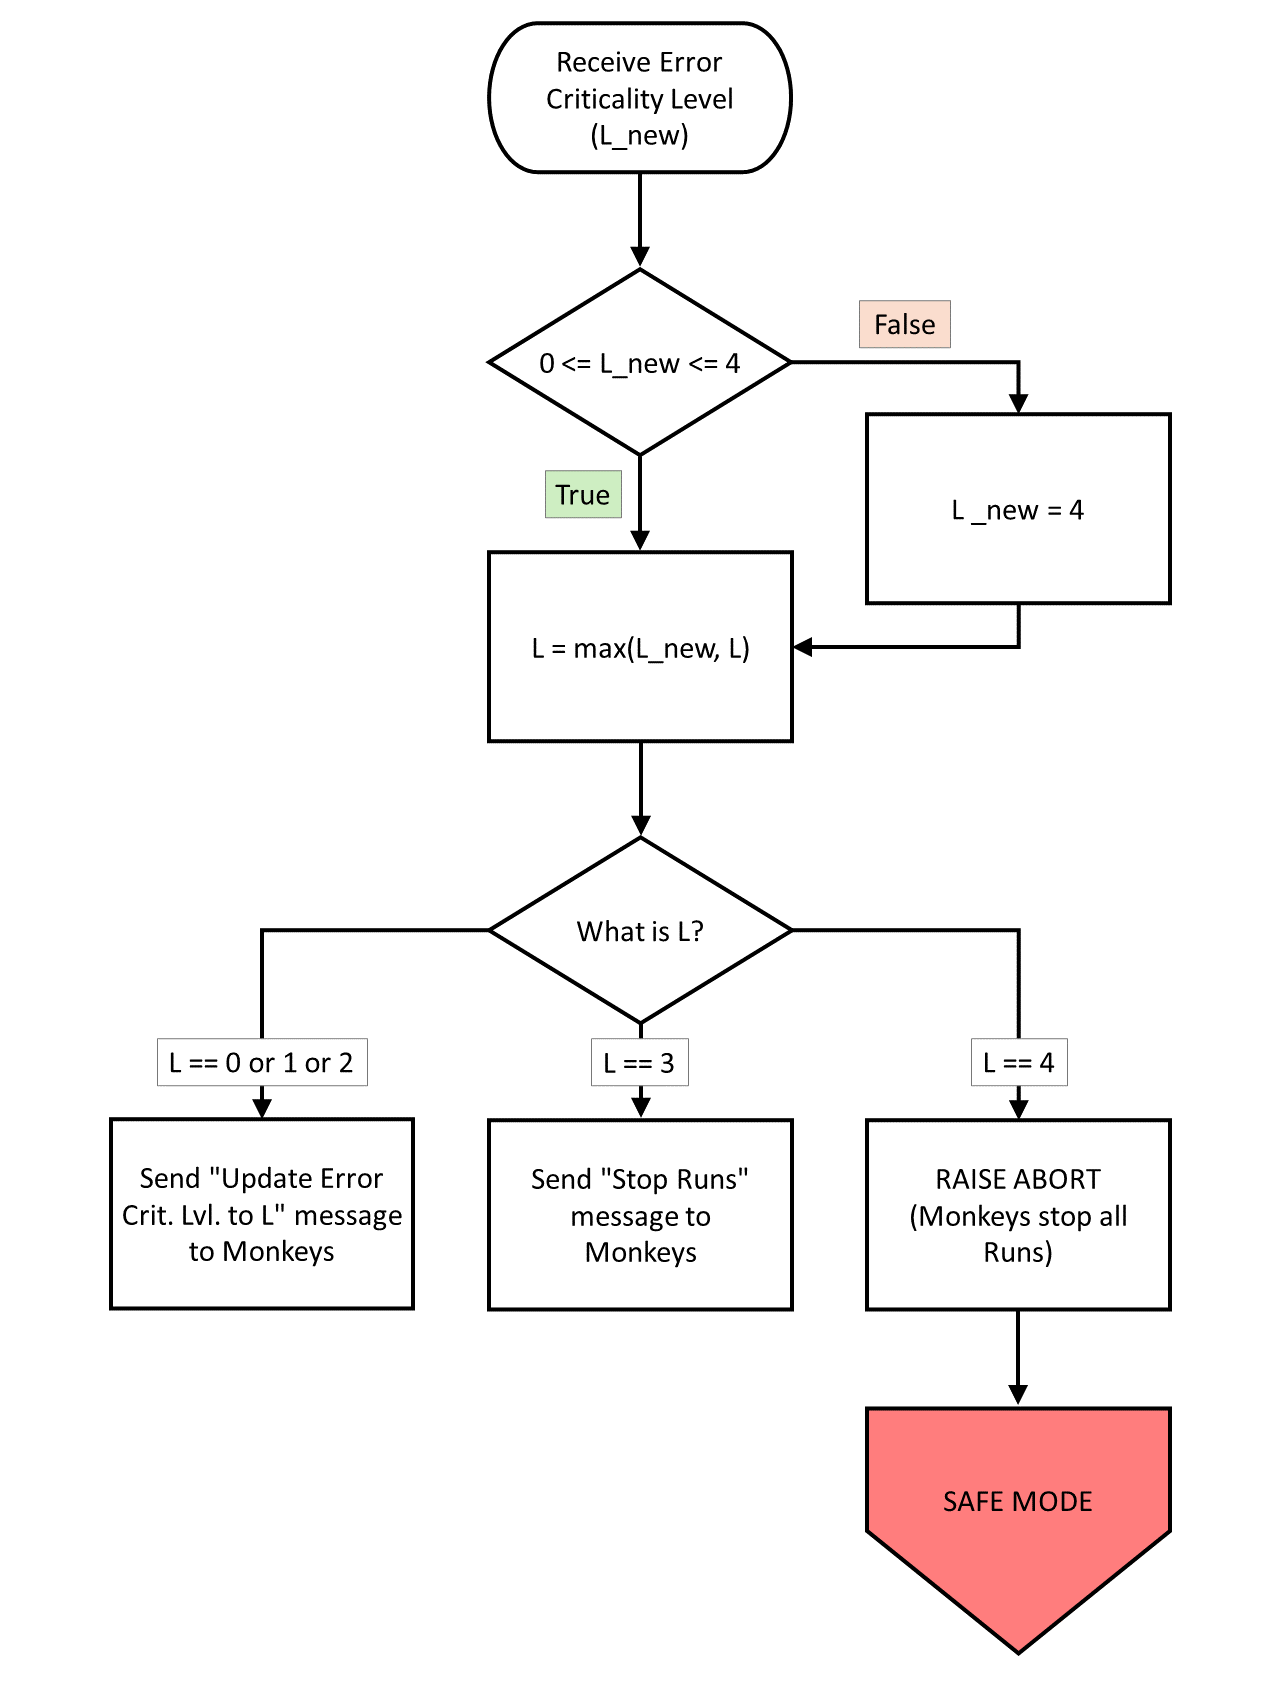 Receive Error
Criticality Level
(L_new)
False
0 <= L_new <= 4
True
L _new = 4
L = max(L_new, L)
What is L?
L == 0 or 1 or 2
L == 3
L == 4
Send "Update Error
Crit. Lvl. to L" message
to Monkeys
Send "Stop Runs"
message to
Monkeys
RAISE ABORT
(Monkeys stop all
Runs)
SAFE MODE